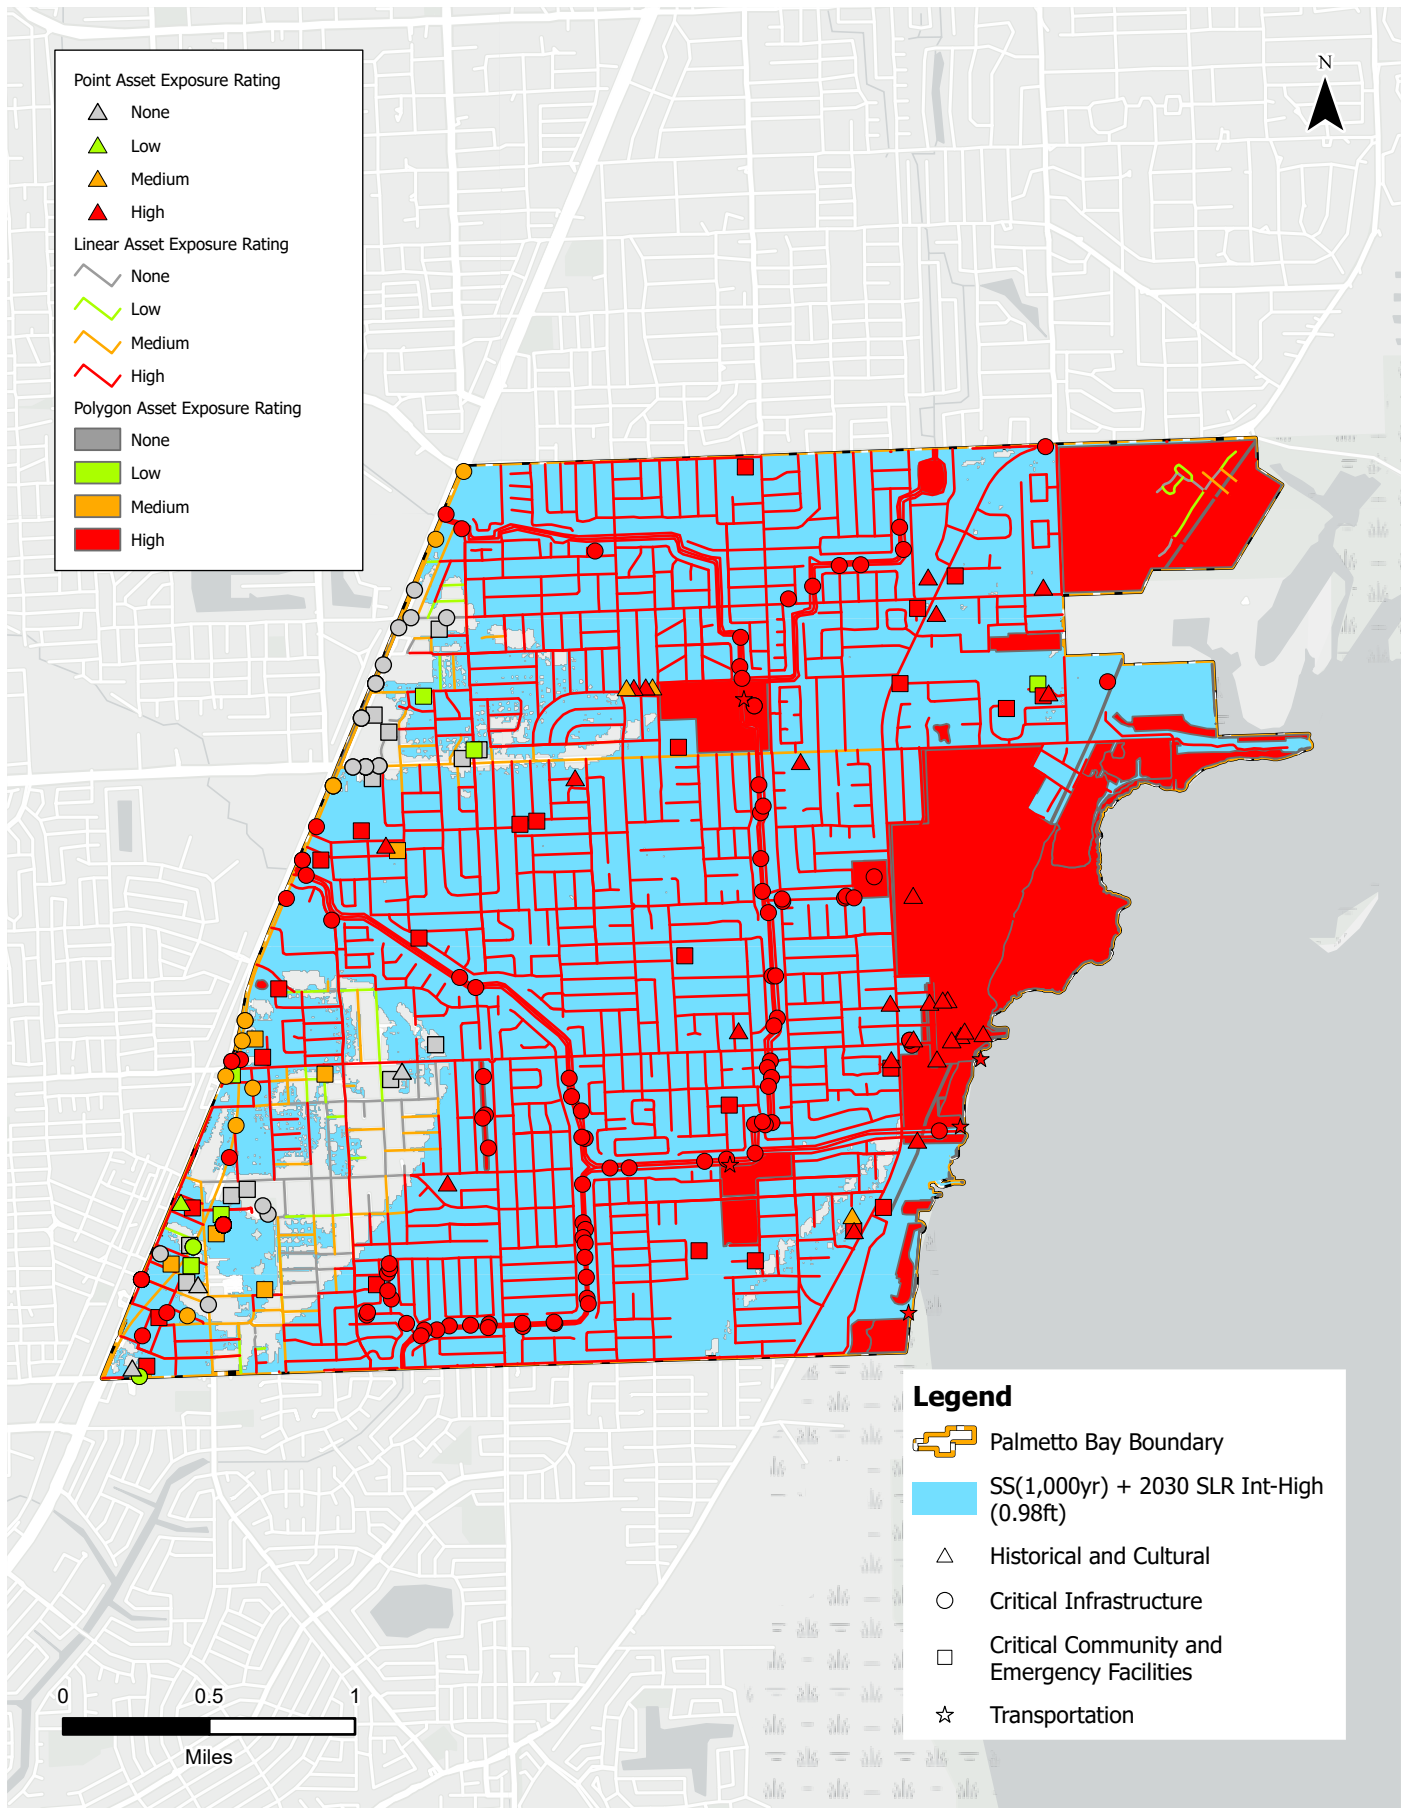 Point Asset Exposure Rating
None
Low
Medium
High
Linear Asset Exposure Rating
None
Low
Medium
High
Polygon Asset Exposure Rating
None
Low
Medium
High
N
Legend
Palmetto Bay Boundary
SS(1,000yr) + 2030 SLR Int-High
(0.98ft)
Historical and Cultural
Critical Infrastructure
Critical Community and
Emergency Facilities
Transportation
0 0.5 1
Miles